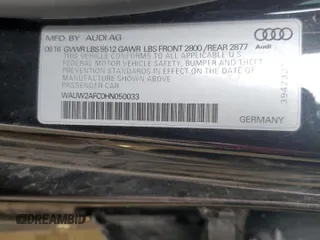 MFD. BY AUDI AG
08 16 GVWR LBS 5512 GAWR LBS FRONT 2800 /REAR 2877
Audi
THIS VEHICLE CONFORMS TO ALL APPLICABLE U.S.
FEDERAL MOTOR VEHICLE SAFETY, BUMPER AND THEFT
PREVENTION STANDARDS IN EFFECT ON THE DATE OF
MANUFACTURE SHOWN ABOVE.
PASSENGER CAR
WAUW2AFC0HN050033
GERMANY
DREAMBID